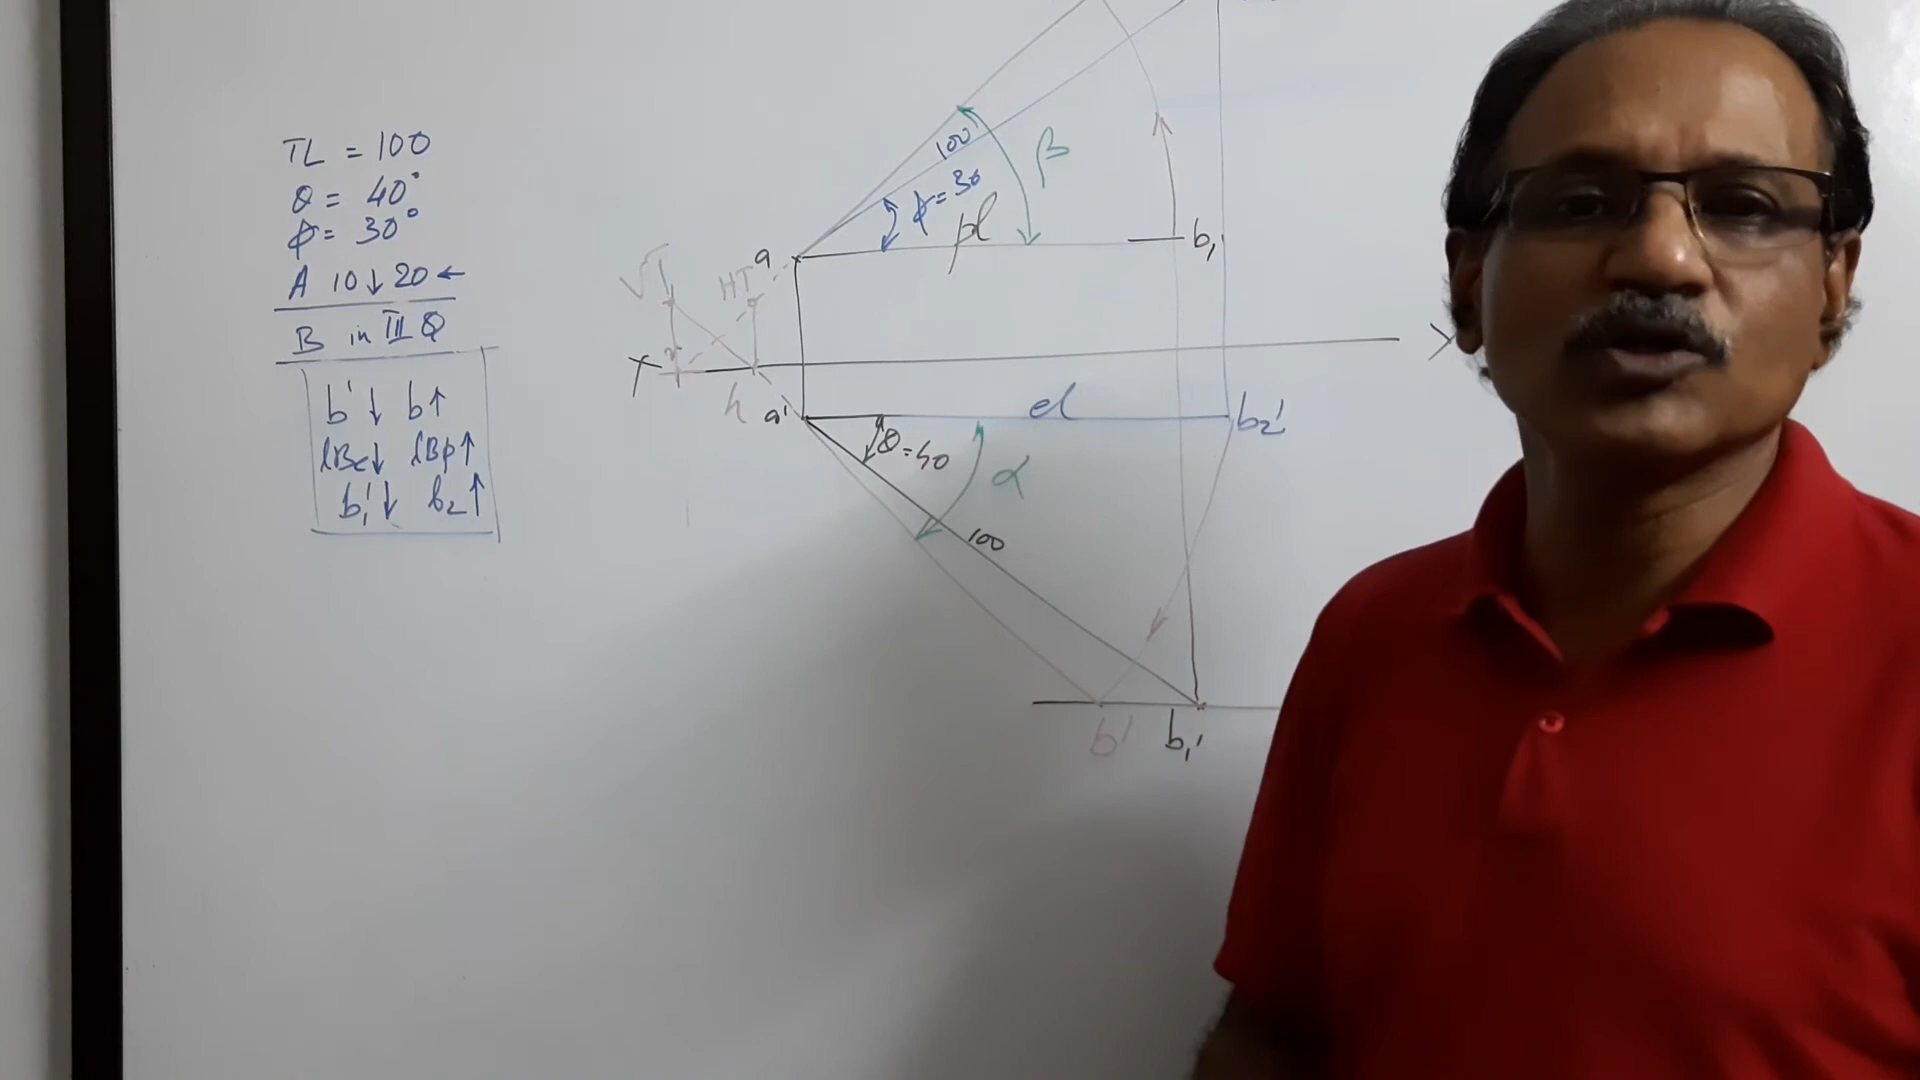 TL = 100
θ = 40°
ϕ = 30°
A 10↓ 20←
B in III Q
b' ↓ b↑
lBe↓ lBp↑
b₁'↓ b₂↑
100
β
ϕ=30
pl
a
b₁
HT
X
h
a'
el
b₂'
θ=40
α
100
b'
b₁'